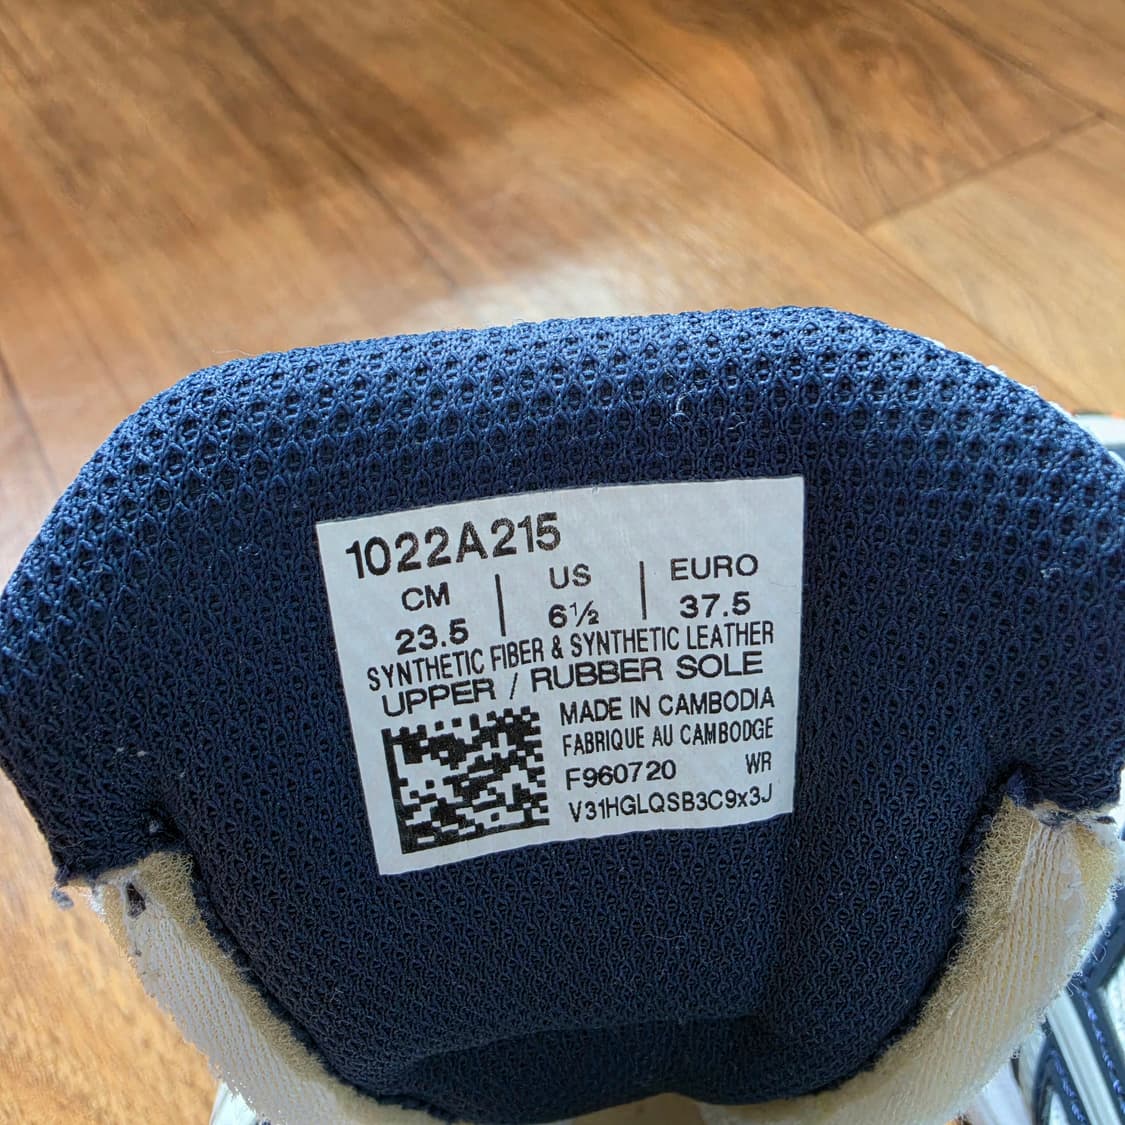 1022A215
CM | US | EURO
23.5 | 6½ | 37.5
SYNTHETIC FIBER & SYNTHETIC LEATHER
UPPER / RUBBER SOLE
MADE IN CAMBODIA
FABRIQUE AU CAMBODGE
F960720 WR
V31HGLQSB3C9x3J